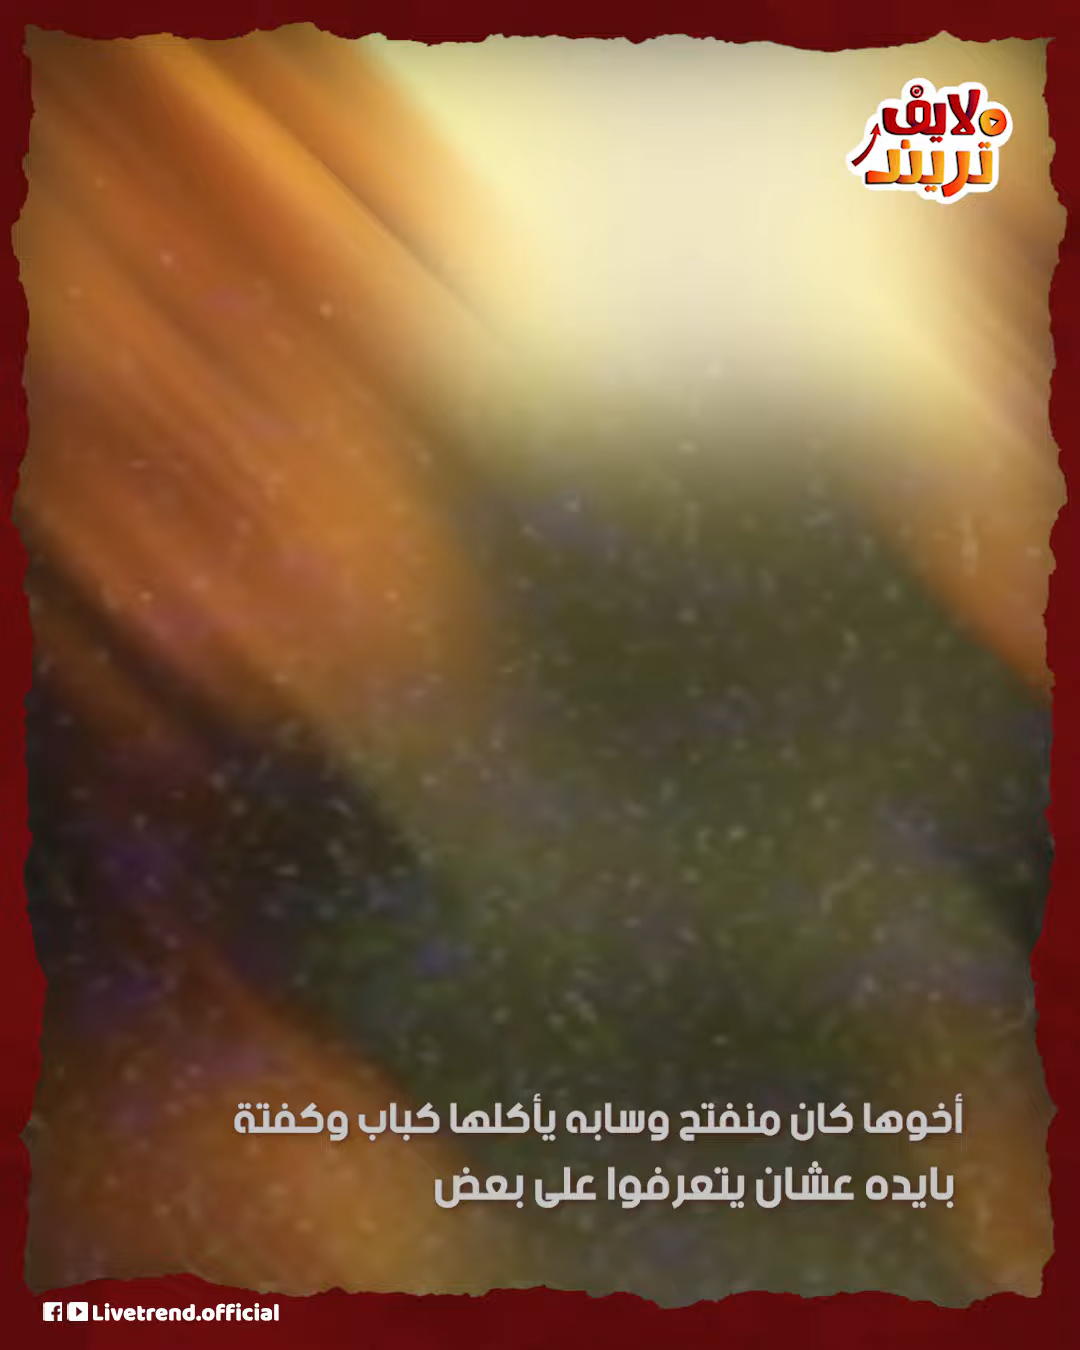 لايف
تريند
أخوها كان منفتح وسابه يأكلها كباب وكفتة
بايده عشان يتعرفوا على بعض
Livetrend.official